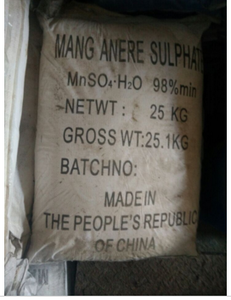 MANG ANERE SULPHAT
MnSO₄·H₂O 98%min
NETWT: 25 KG
GROSS WT:25.1KG
BATCHNO:
MADE IN
THE PEOPLE'S REPUBLIC
OF CHINA